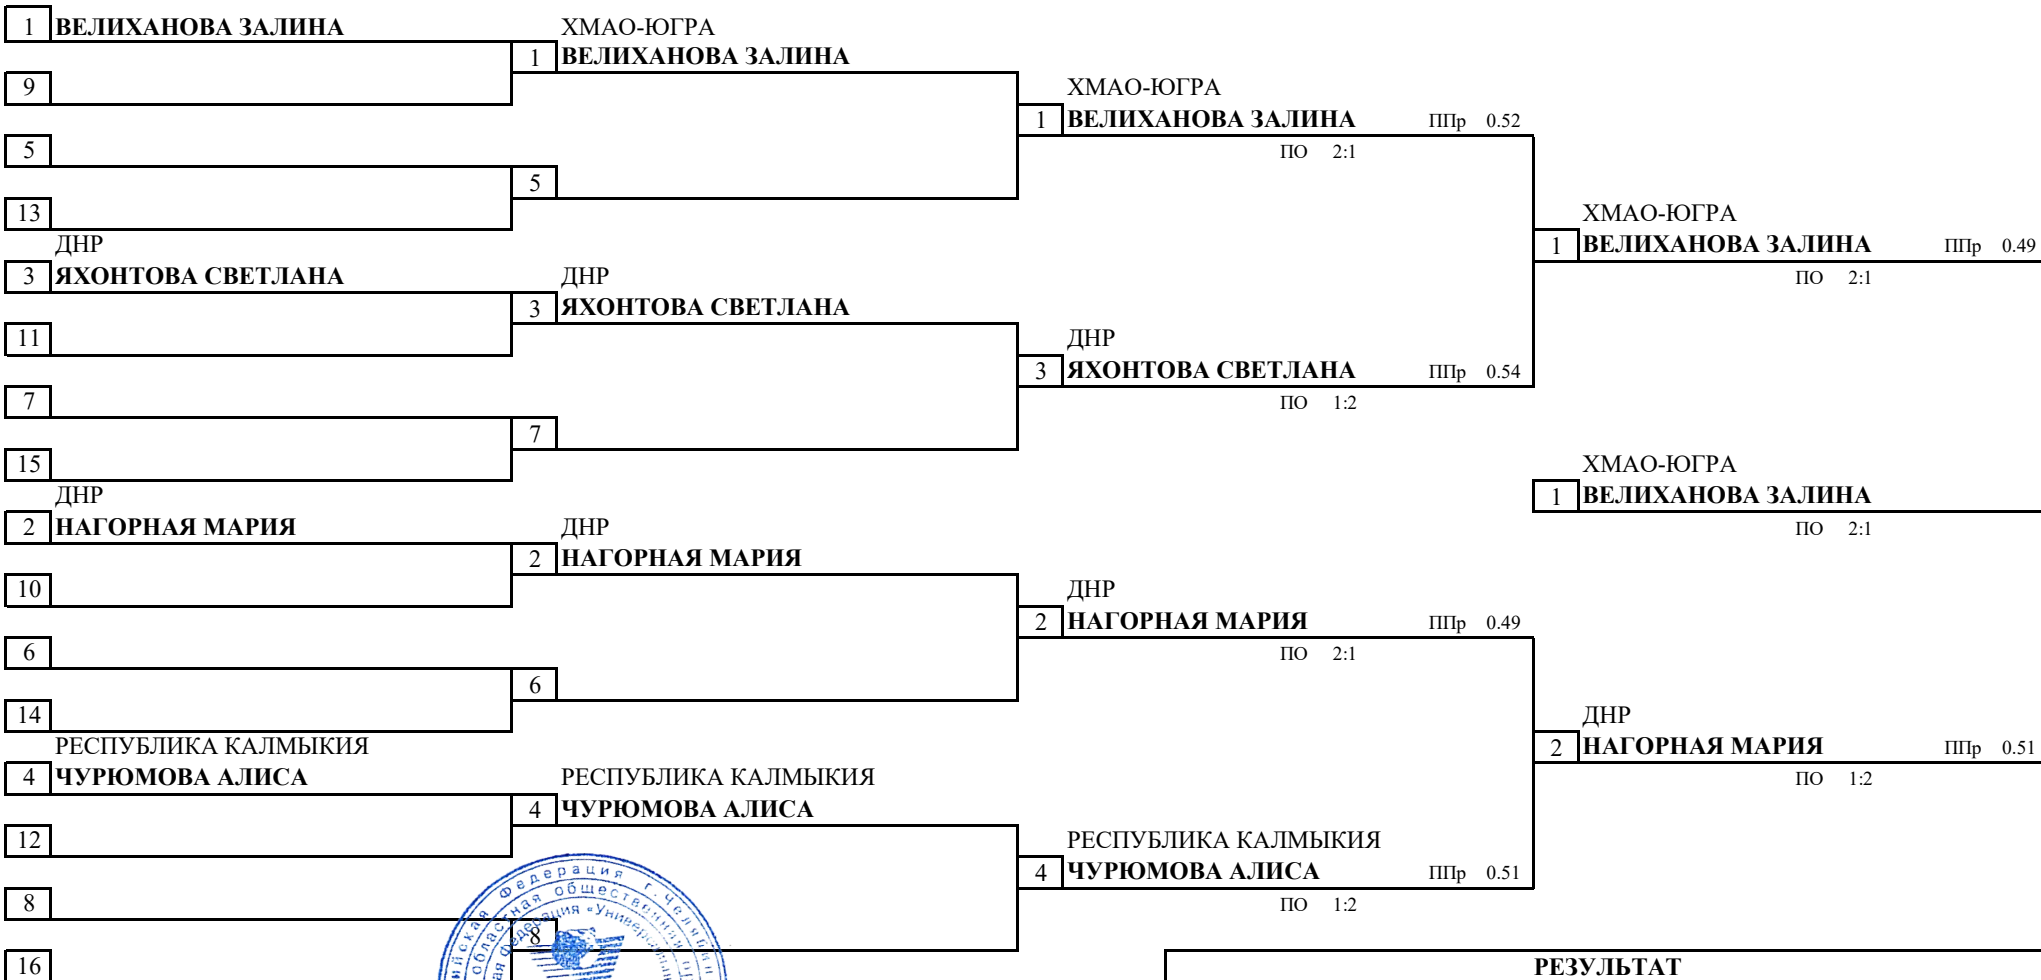 1 ВЕЛИХАНОВА ЗАЛИНА
ХМАО-ЮГРА
1 ВЕЛИХАНОВА ЗАЛИНА
9
ХМАО-ЮГРА
1 ВЕЛИХАНОВА ЗАЛИНА ППр 0.52
ПО 2:1
5
5
13
ХМАО-ЮГРА
1 ВЕЛИХАНОВА ЗАЛИНА ППр 0.49
ПО 2:1
ДНР
3 ЯХОНТОВА СВЕТЛАНА
ДНР
3 ЯХОНТОВА СВЕТЛАНА
11
ДНР
3 ЯХОНТОВА СВЕТЛАНА ППр 0.54
ПО 1:2
7
7
15
ХМАО-ЮГРА
1 ВЕЛИХАНОВА ЗАЛИНА
ПО 2:1
ДНР
2 НАГОРНАЯ МАРИЯ
ДНР
2 НАГОРНАЯ МАРИЯ
10
ДНР
2 НАГОРНАЯ МАРИЯ ППр 0.49
ПО 2:1
6
6
14
ДНР
2 НАГОРНАЯ МАРИЯ ППр 0.51
ПО 1:2
РЕСПУБЛИКА КАЛМЫКИЯ
4 ЧУРЮМОВА АЛИСА
РЕСПУБЛИКА КАЛМЫКИЯ
4 ЧУРЮМОВА АЛИСА
12
РЕСПУБЛИКА КАЛМЫКИЯ
4 ЧУРЮМОВА АЛИСА ППр 0.51
ПО 1:2
8
8
16
Федерация г.
РЕЗУЛЬТАТ